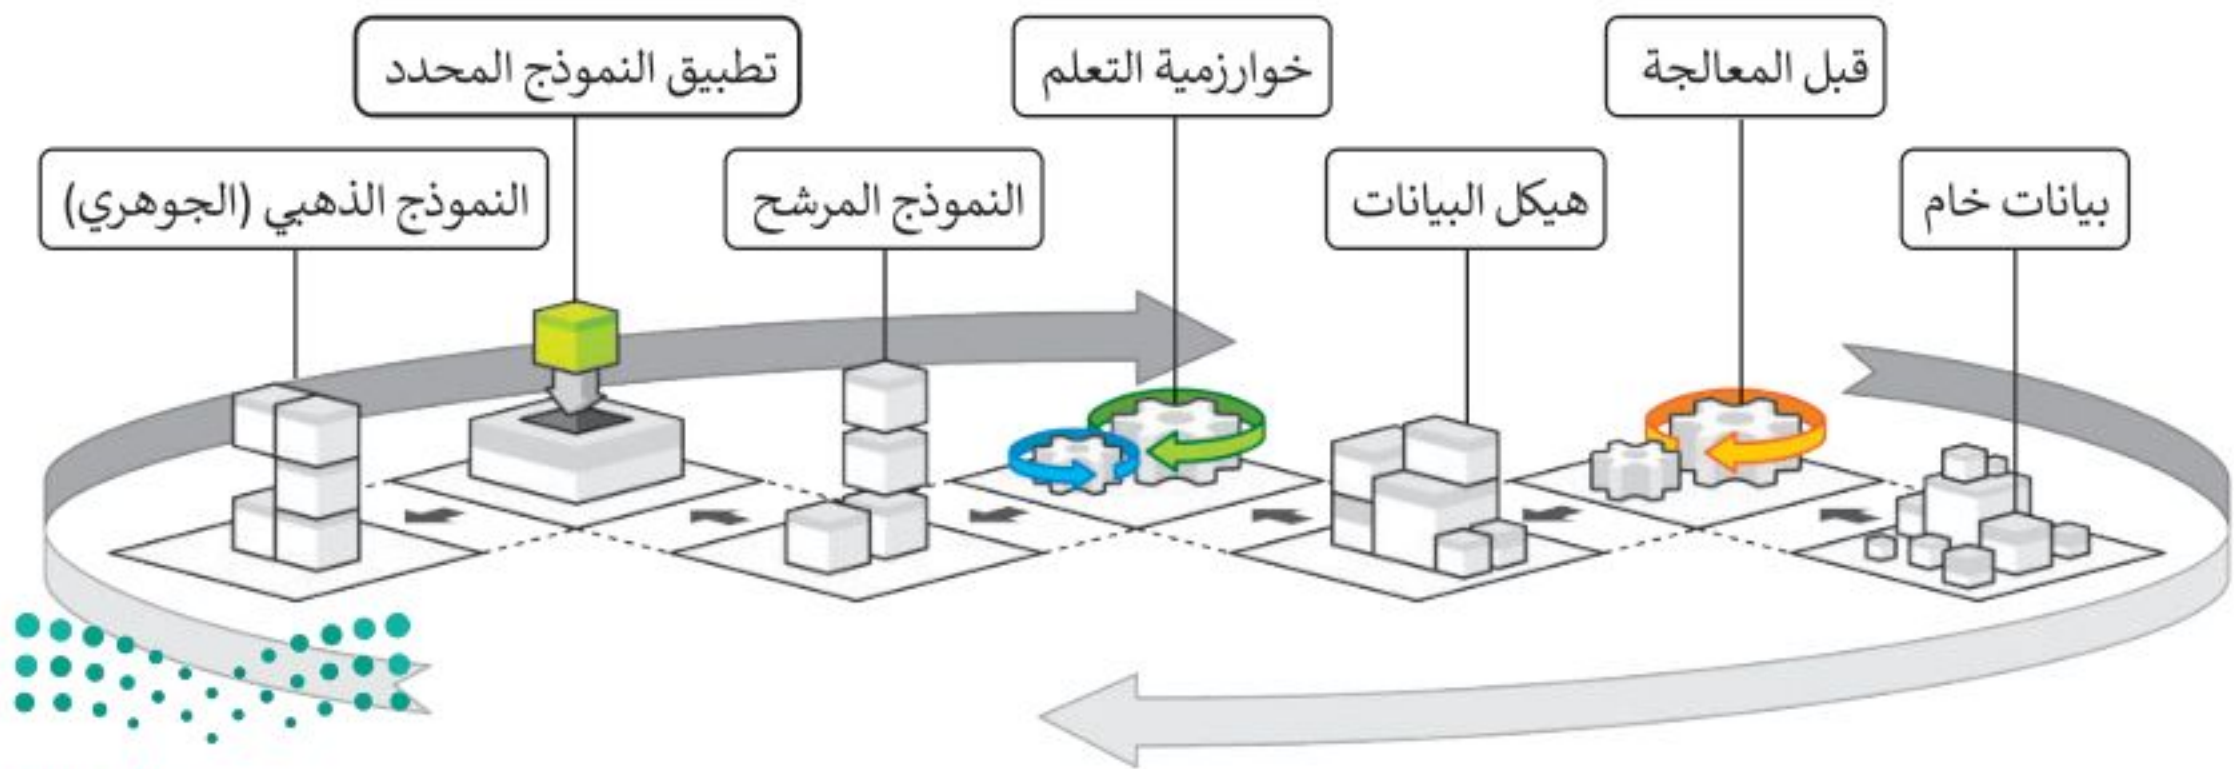 بيانات خام
قبل المعالجة
هيكل البيانات
خوارزمية التعلم
النموذج المرشح
تطبيق النموذج المحدد
النموذج الذهبي (الجوهري)